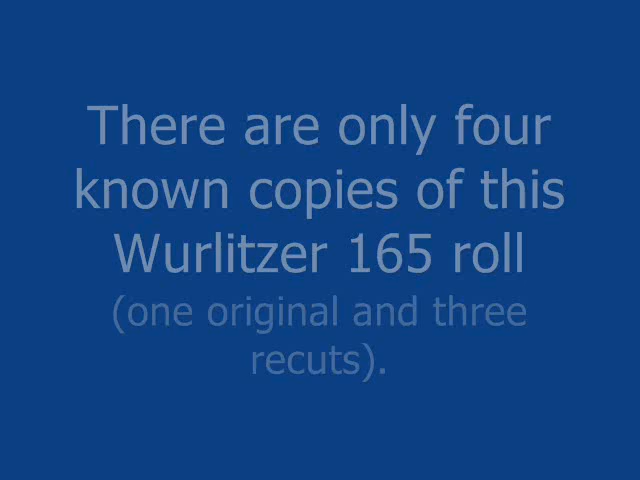 There are only four
known copies of this
Wurlitzer 165 roll
(one original and three
recuts).